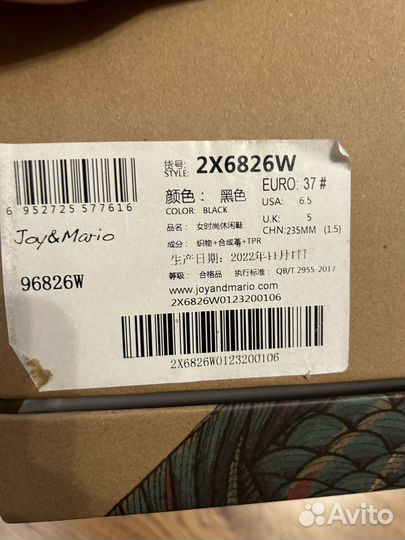 货号:
STYLE: 2X6826W
颜色： 黑色 EURO: 37#
COLOR: BLACK USA: 6.5
U.K: 5
品名: 女时尚休闲鞋 CHN:235MM (1.5)
成分: 织物+合成革+TPR
生产日期: 2022年11月1日
等级: 合格品 执行标准: QB/T 2955-2017
www.joyandmario.com
2X6826W0123200106
2X6826W0123200106
6 952725 577616
Joy&Mario
96826W
Avito